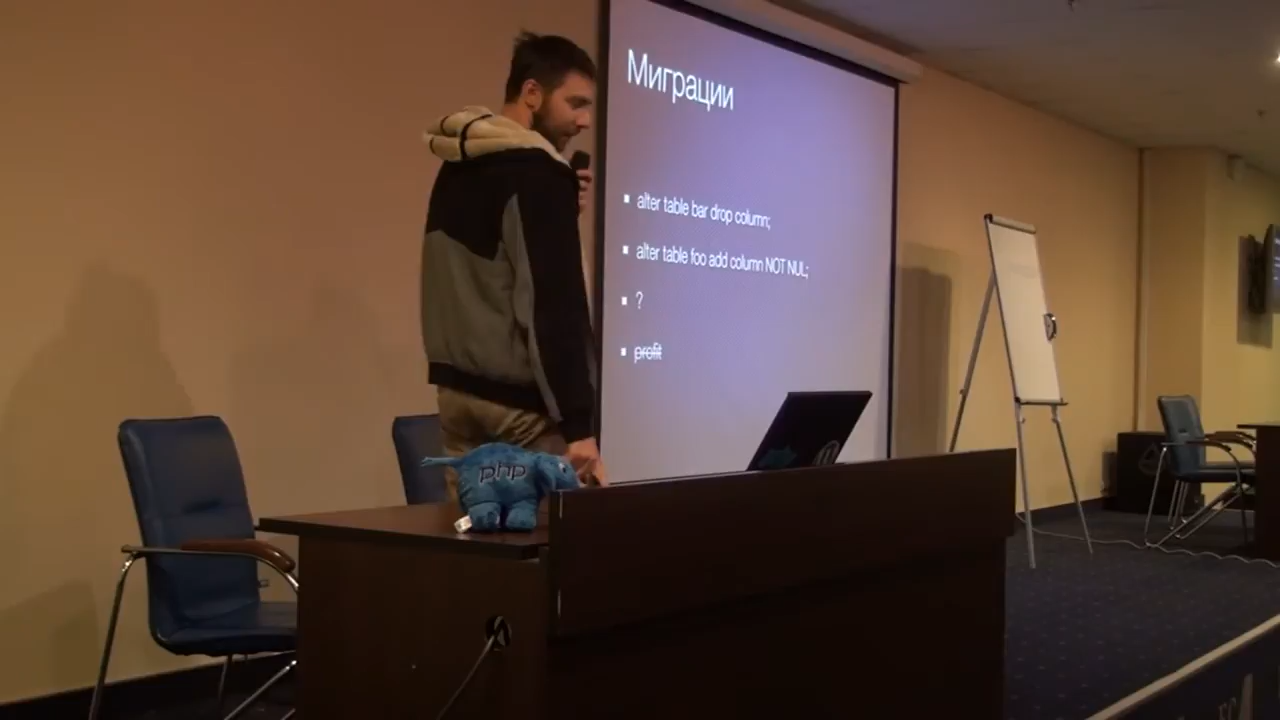 Миграции
alter table bar drop column;
alter table foo add column NOT NUL;
?
profit
php